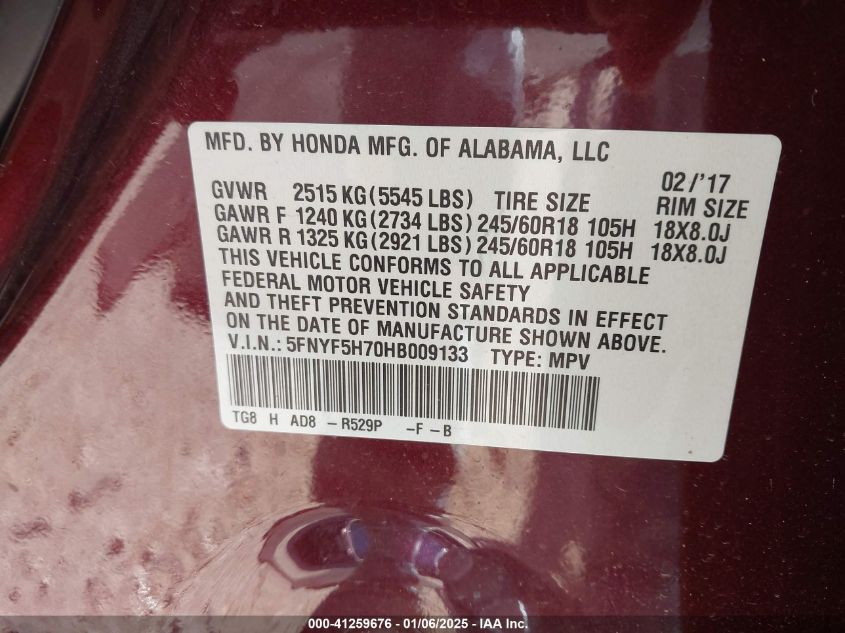 MFD. BY HONDA MFG. OF ALABAMA, LLC
02/'17
GVWR 2515 KG (5545 LBS) TIRE SIZE RIM SIZE
GAWR F 1240 KG (2734 LBS) 245/60R18 105H 18X8.0J
GAWR R 1325 KG (2921 LBS) 245/60R18 105H 18X8.0J
THIS VEHICLE CONFORMS TO ALL APPLICABLE
FEDERAL MOTOR VEHICLE SAFETY
AND THEFT PREVENTION STANDARDS IN EFFECT
ON THE DATE OF MANUFACTURE SHOWN ABOVE.
V.I.N.: 5FNYF5H70HB009133 TYPE: MPV
TG8 H AD8 -R529P -F-B
000-41259676 | 01/06/2025 | IAA Inc.